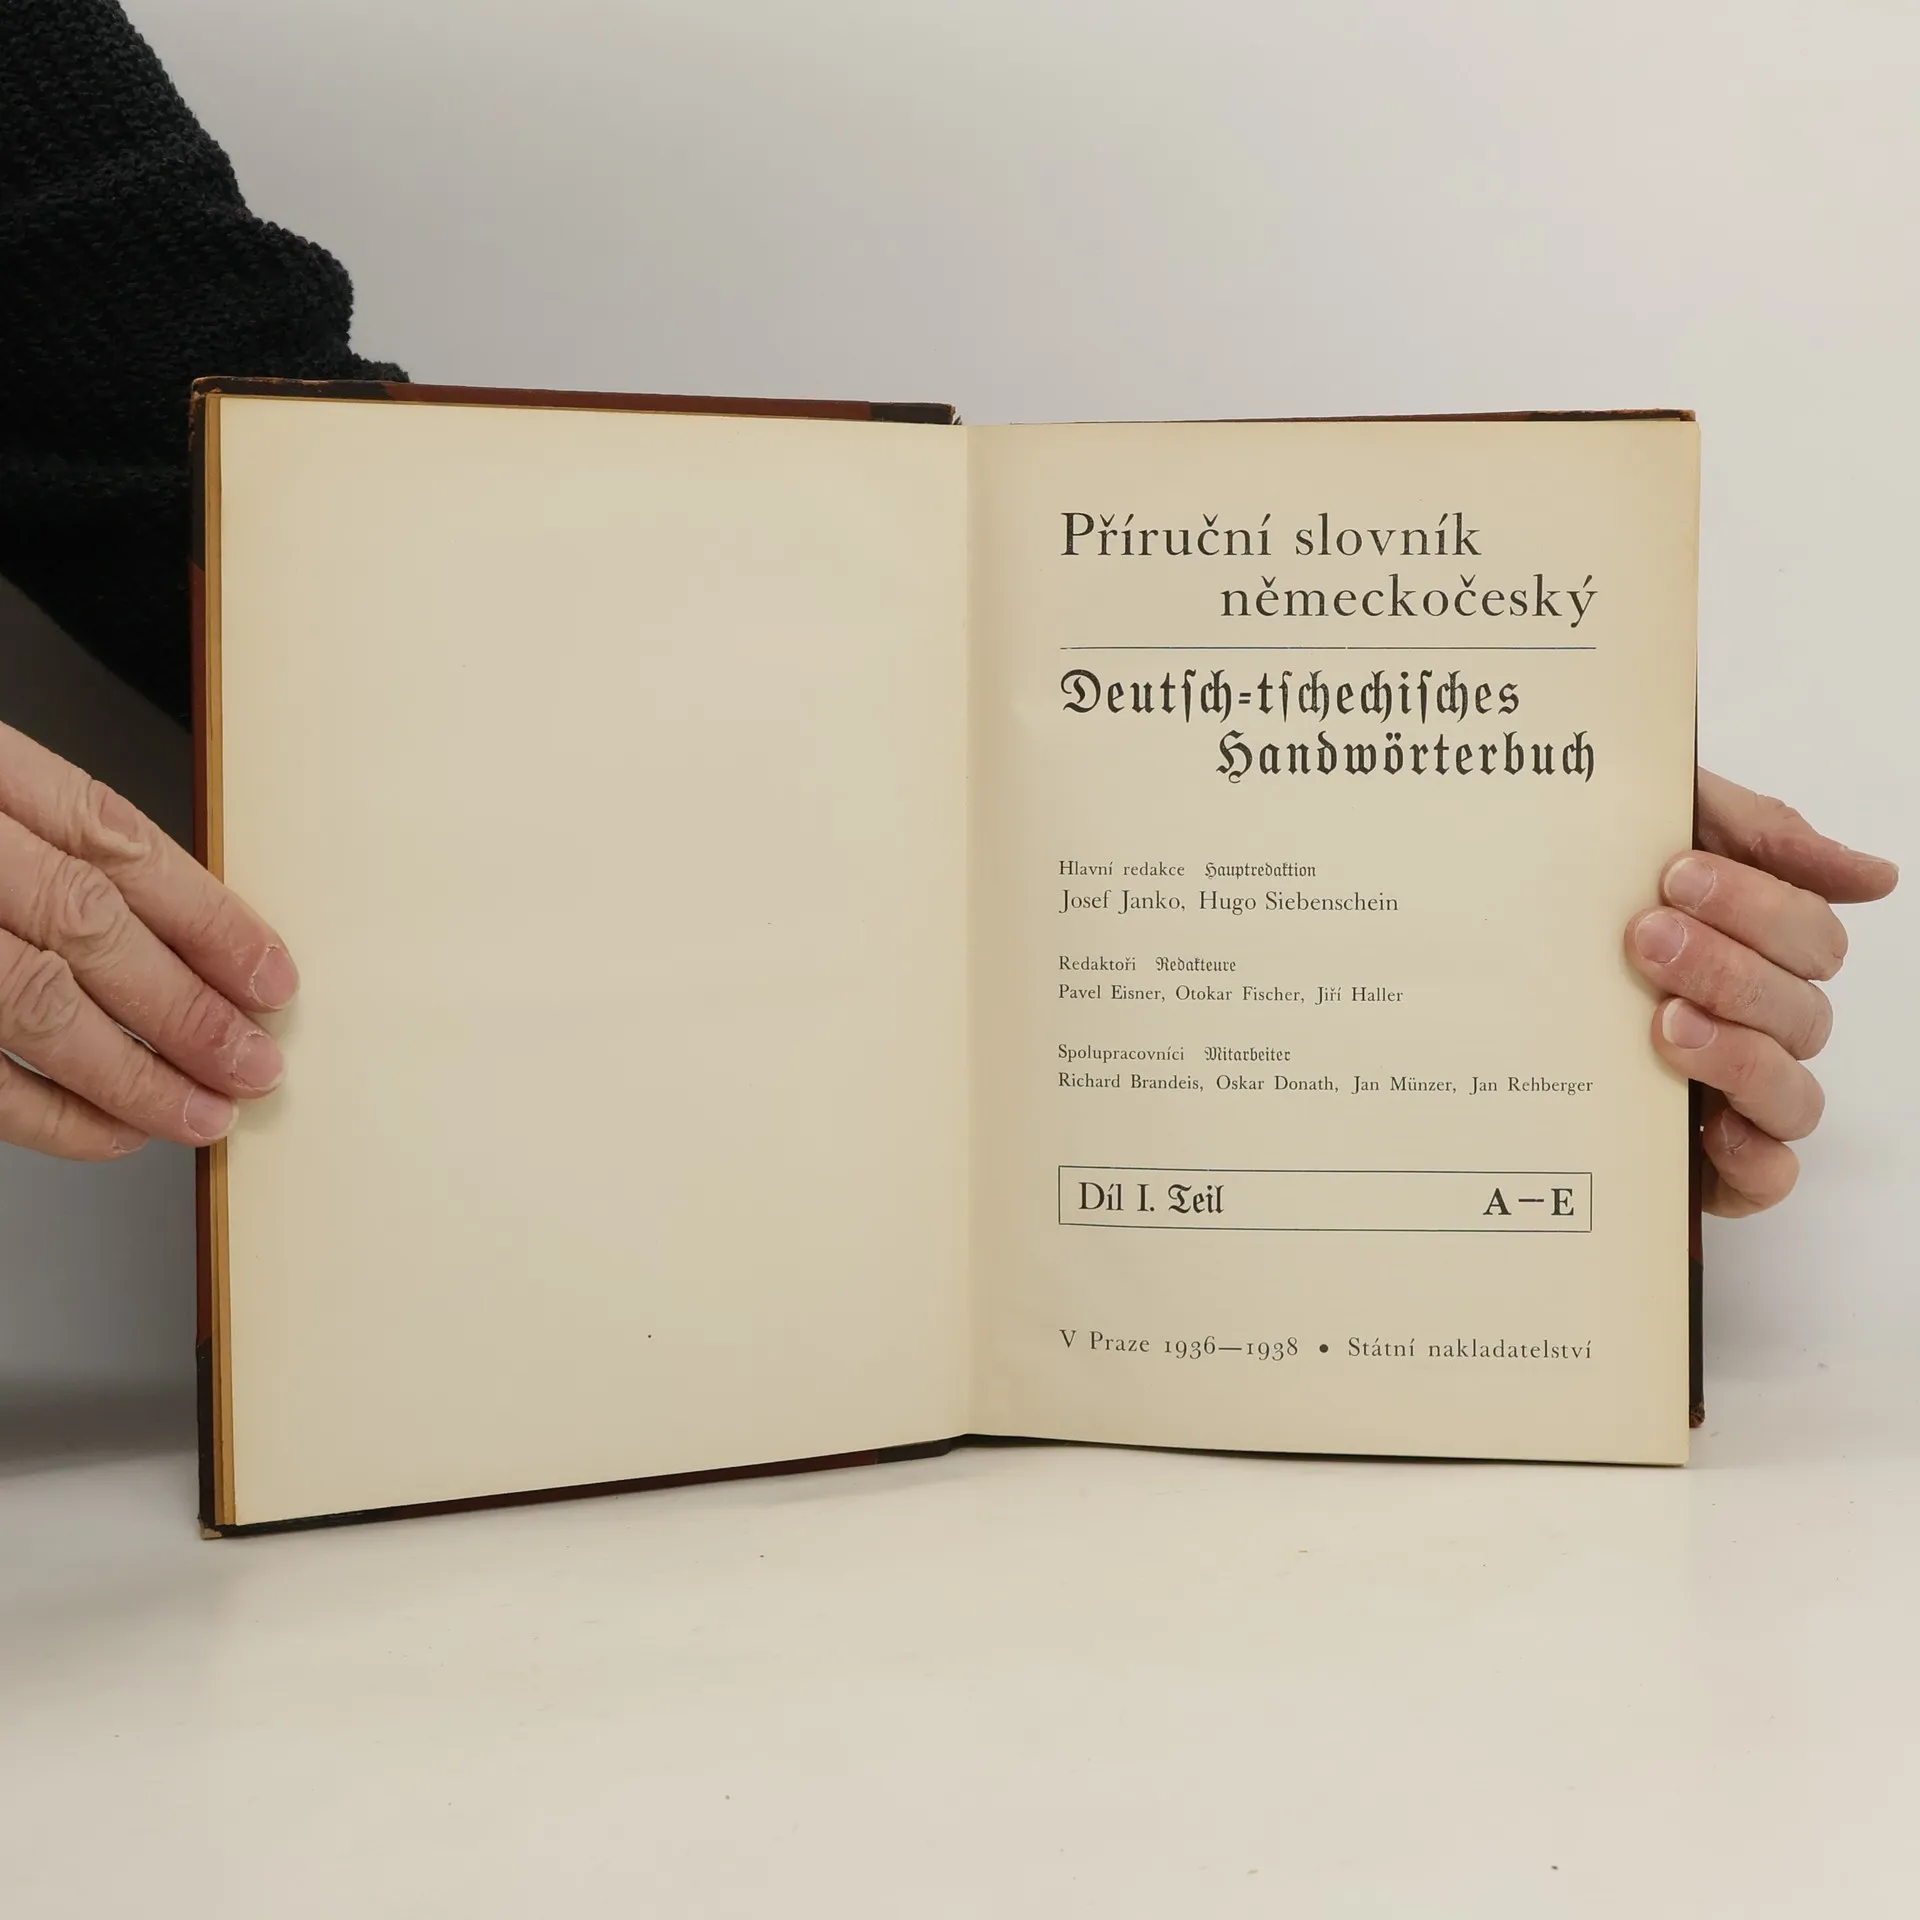 Příruční slovník
německočeský
Deutſch-tſchechiſches
Handwörterbuch
Hlavní redakce Hauptredaktion
Josef Janko, Hugo Siebenschein
Redaktoři Redakteure
Pavel Eisner, Otokar Fischer, Jiří Haller
Spolupracovníci Mitarbeiter
Richard Brandeis, Oskar Donath, Jan Münzer, Jan Rehberger
Díl I. Teil A—E
V Praze 1936—1938 • Státní nakladatelství